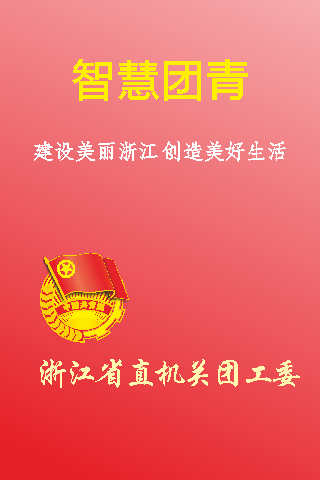 智慧团青
建设美丽浙江创造美好生活
中国共青团
浙江省直机关团工委